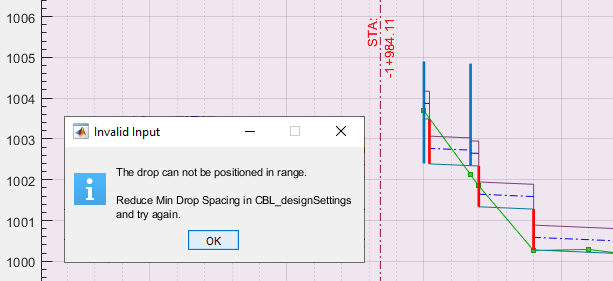 1006
1005
1004
1003
1002
1001
1000
STA:
-1+984.11
Invalid Input
The drop can not be positioned in range.
Reduce Min Drop Spacing in CBL_designSettings
and try again.
OK